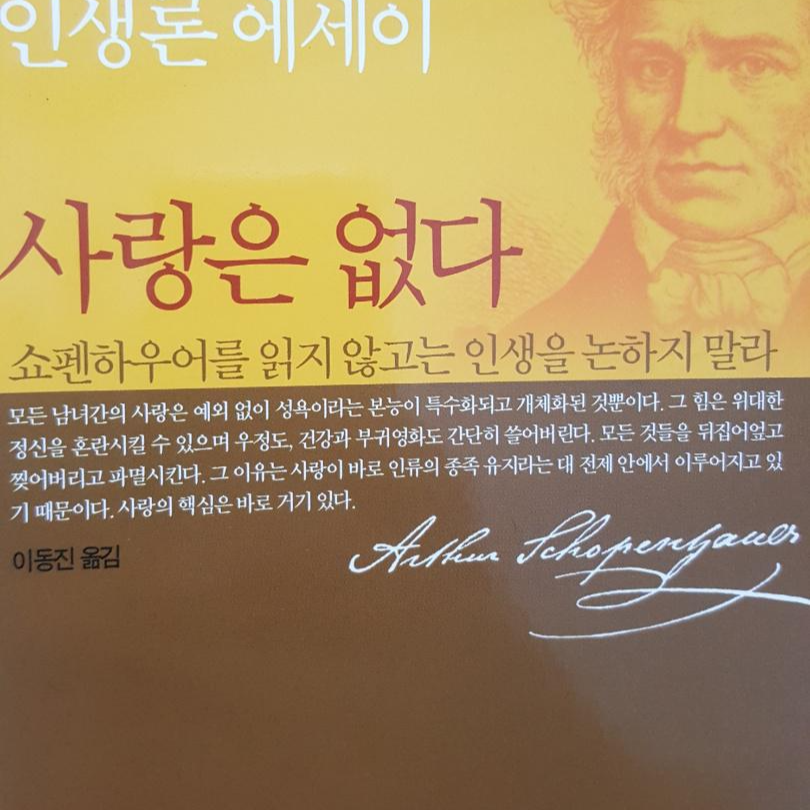 인생론 에세이
사랑은 없다
쇼펜하우어를 읽지 않고는 인생을 논하지 말라
모든 남녀간의 사랑은 예외 없이 성욕이라는 본능이 특수화되고 개체화된 것뿐이다. 그 힘은 위대한
정신을 혼란시킬 수 있으며 우정도, 건강과 부귀영화도 간단히 쓸어버린다. 모든 것들을 뒤집어엎고
찢어버리고 파멸시킨다. 그 이유는 사랑이 바로 인류의 종족 유지라는 대 전제 안에서 이루어지고 있
기 때문이다. 사랑의 핵심은 바로 거기 있다.
Arthur Schopenhauer
이동진 옮김